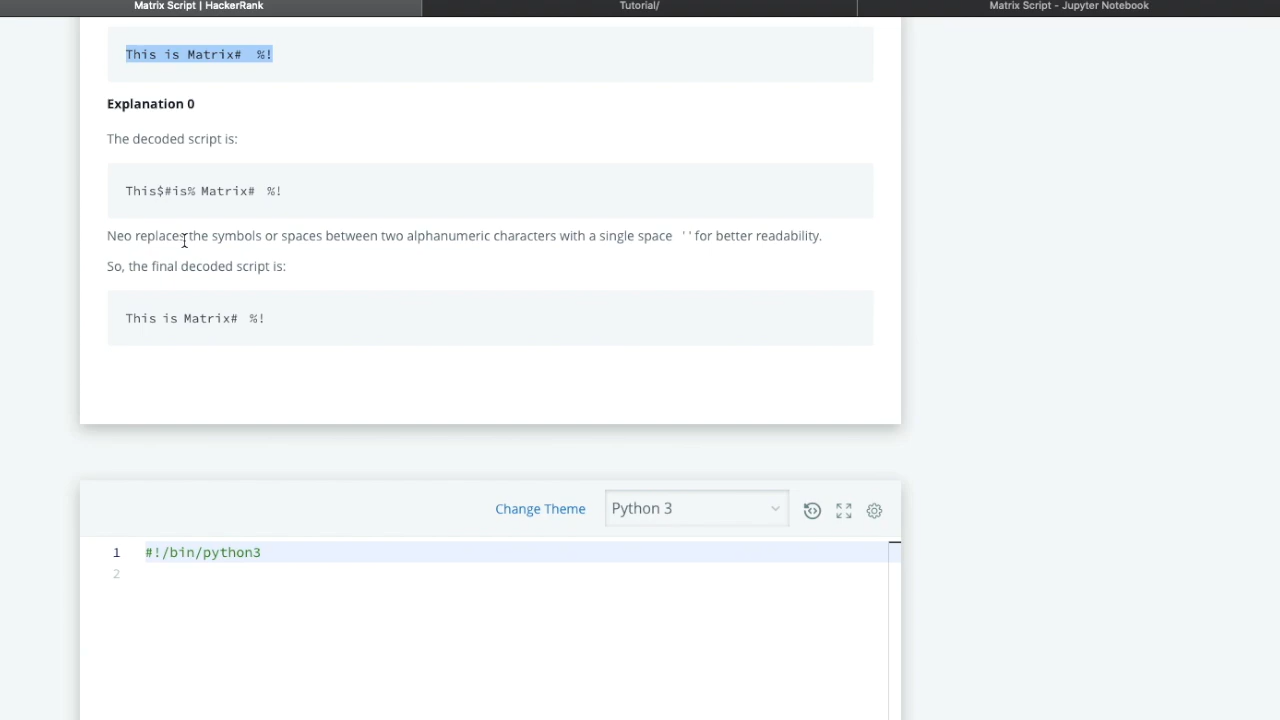 Matrix Script | HackerRank
Tutorial/
Matrix Script - Jupyter Notebook
This is Matrix#  %!
Explanation 0
The decoded script is:
This$#is% Matrix#  %!
Neo replaces the symbols or spaces between two alphanumeric characters with a single space  '' for better readability.
So, the final decoded script is:
This is Matrix#  %!
Change Theme
Python 3
1 #!/bin/python3
2